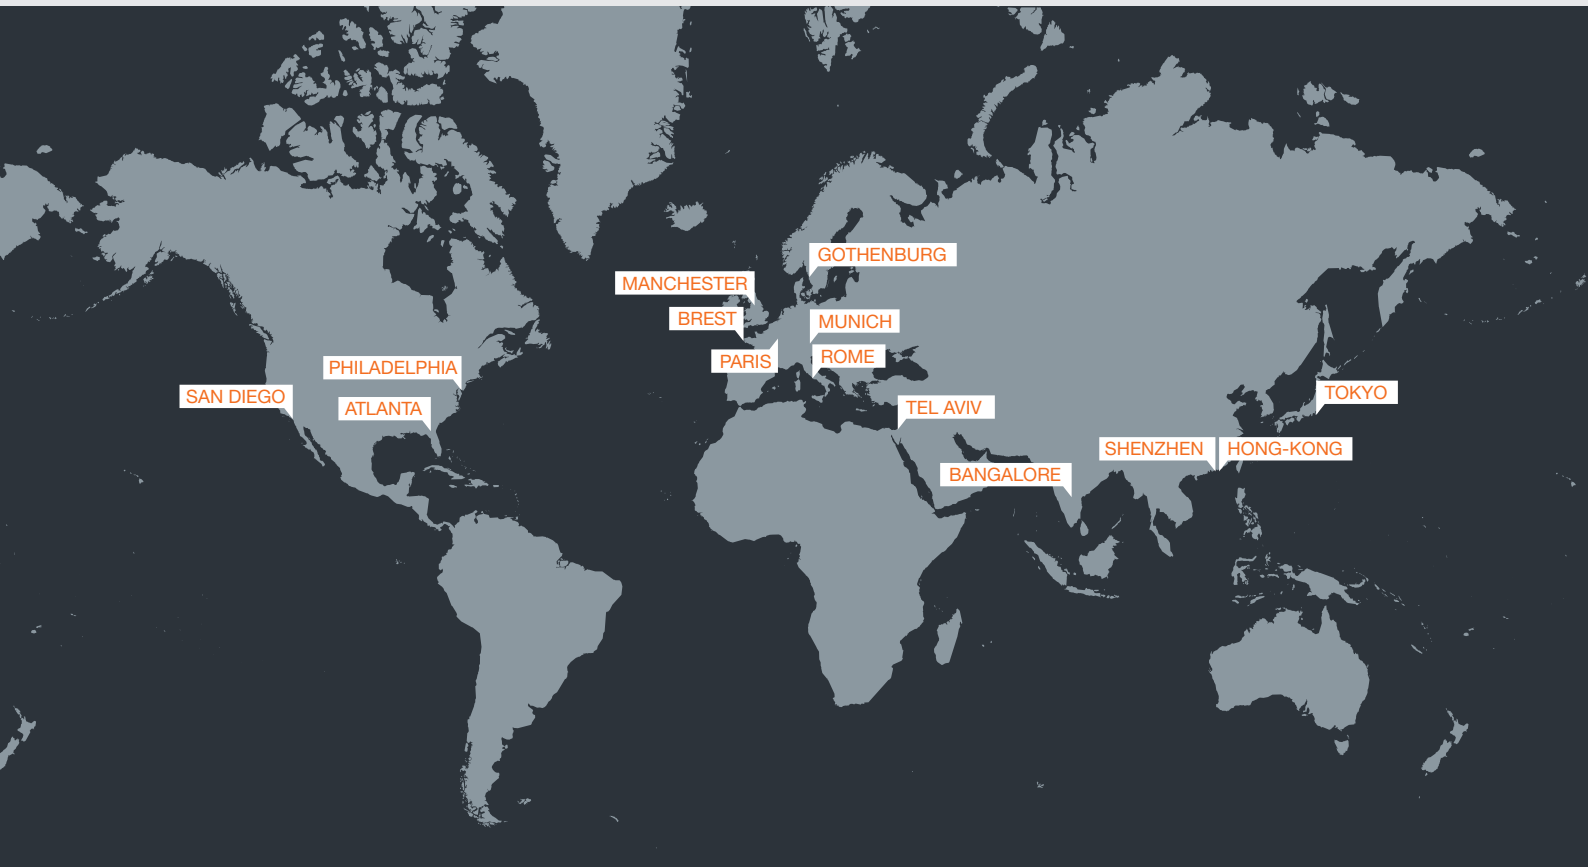 GOTHENBURG
MANCHESTER
BREST
MUNICH
PARIS
ROME
PHILADELPHIA
SAN DIEGO
ATLANTA
TEL AVIV
TOKYO
SHENZHEN
HONG-KONG
BANGALORE